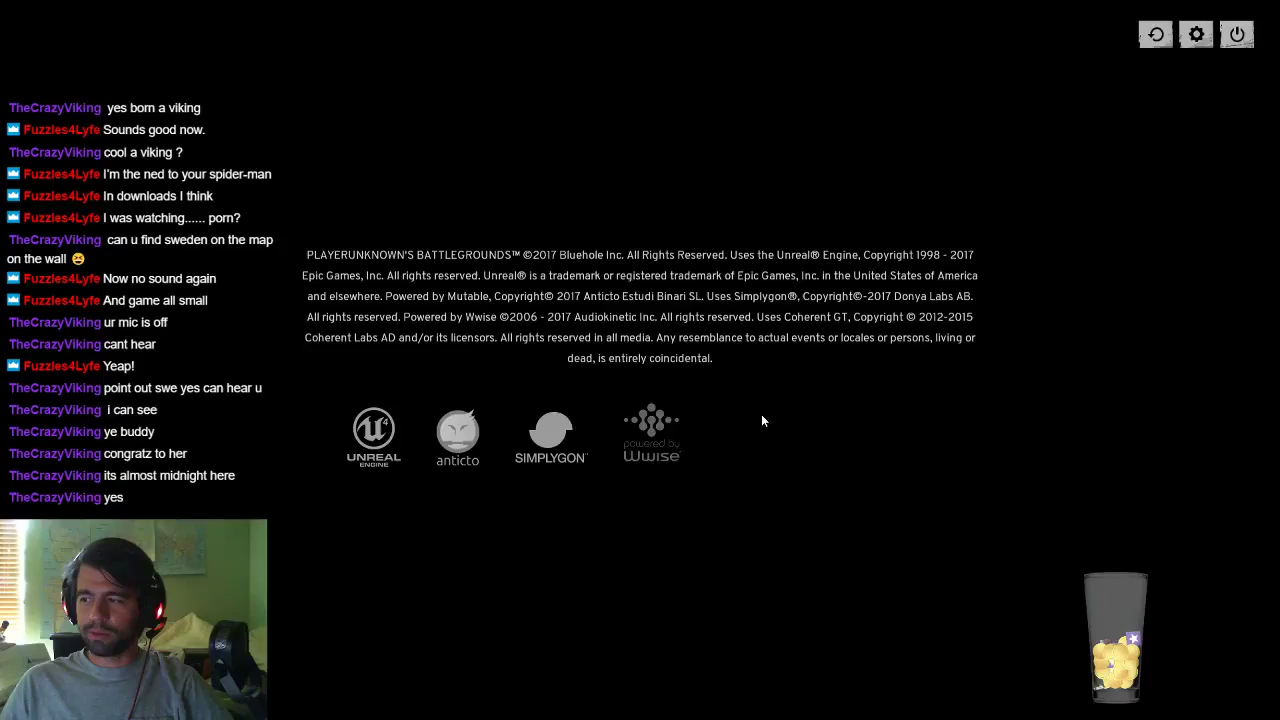 TheCrazyViking yes born a viking
Fuzzles4Lyfe Sounds good now.
TheCrazyViking cool a viking ?
Fuzzles4Lyfe I'm the ned to your spider-man
Fuzzles4Lyfe In downloads I think
Fuzzles4Lyfe I was watching...... porn?
TheCrazyViking can u find sweden on the map
on the wall 😆
Fuzzles4Lyfe Now no sound again
Fuzzles4Lyfe And game all small
TheCrazyViking ur mic is off
TheCrazyViking cant hear
Fuzzles4Lyfe Yeap!
TheCrazyViking point out swe yes can hear u
TheCrazyViking i can see
TheCrazyViking ye buddy
TheCrazyViking congratz to her
TheCrazyViking its almost midnight here
TheCrazyViking yes
PLAYERUNKNOWN'S BATTLEGROUNDS™ ©2017 Bluehole Inc. All Rights Reserved. Uses the Unreal® Engine, Copyright 1998 - 2017
Epic Games, Inc. All rights reserved. Unreal® is a trademark or registered trademark of Epic Games, Inc. in the United States of America
and elsewhere. Powered by Mutable, Copyright© 2017 Anticto Estudi Binari SL. Uses Simplygon®, Copyright©-2017 Donya Labs AB.
All rights reserved. Powered by Wwise ©2006 - 2017 Audiokinetic Inc. All rights reserved. Uses Coherent GT, Copyright © 2012-2015
Coherent Labs AD and/or its licensors. All rights reserved in all media. Any resemblance to actual events or locales or persons, living or
dead, is entirely coincidental.
UNREAL
ENGINE
anticto
SIMPLYGON™
powered by
Wwise